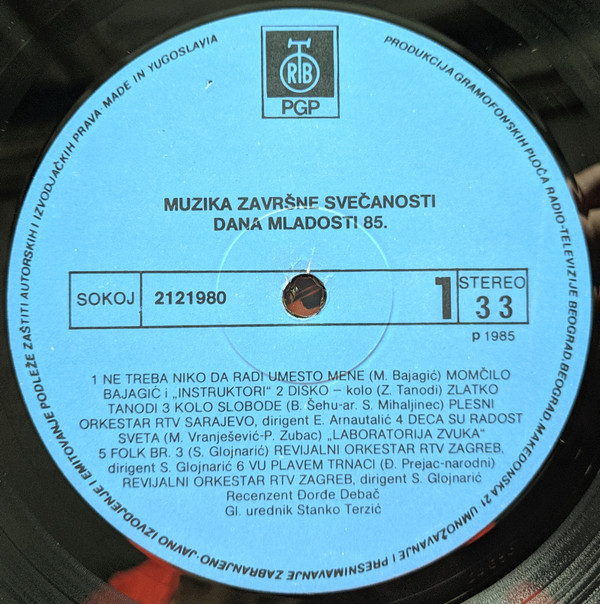 RTB
PGP
PRODUKCIJA GRAMOFONSKIH PLOČA RADIO-TELEVIZIJE BEOGRAD, BEOGRAD, MAKEDONSKA 21. UMNOŽAVANJE I PRESNIMAVANJE ZABRANJENO-JAVNO IZVODJENJE I EMITOVANJE PODLEŽE ZAŠTITI AUTORSKIH I IZVODJAČKIH PRAVA·MADE IN YUGOSLAVIA
MUZIKA ZAVRŠNE SVEČANOSTI
DANA MLADOSTI 85.
SOKOJ 2121980 1 STEREO
33
p 1985
1 NE TREBA NIKO DA RADI UMESTO MENE (M. Bajagić) MOMČILO
BAJAGIĆ i „INSTRUKTORI" 2 DISKO – kolo (Z. Tanodi) ZLATKO
TANODI 3 KOLO SLOBODE (B. Šehu-ar. S. Mihaljinec) PLESNI
ORKESTAR RTV SARAJEVO, dirigent E. Arnautalić 4 DECA SU RADOST
SVETA (M. Vranješević-P. Zubac) „LABORATORIJA ZVUKA"
5 FOLK BR. 3 (S. Glojnarić) REVIJALNI ORKESTAR RTV ZAGREB,
dirigent S. Glojnarić 6 VU PLAVEM TRNACI (Đ. Prejac-narodni)
REVIJALNI ORKESTAR RTV ZAGREB, dirigent S. Glojnarić
Recenzent Đorđe Debač
Gl. urednik Stanko Terzić